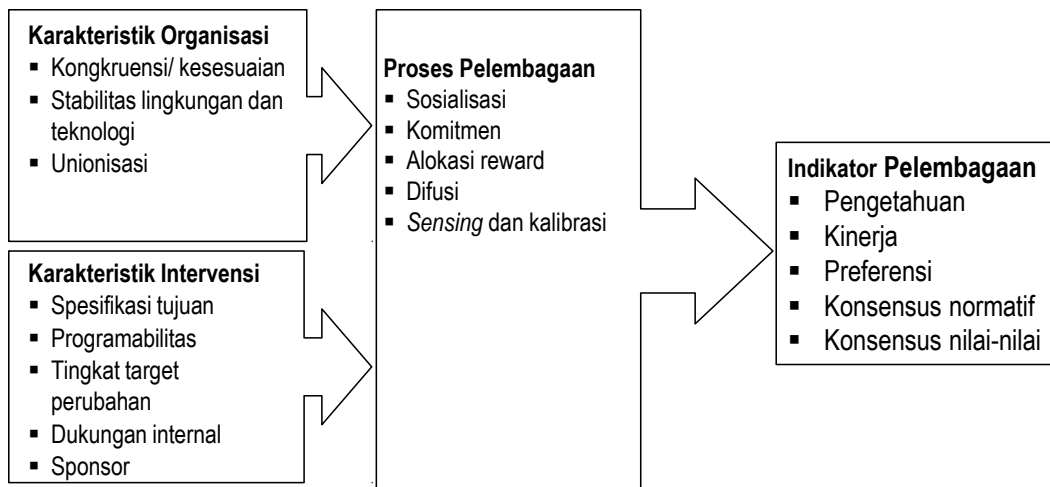 Karakteristik Organisasi
▪ Kongkruensi/ kesesuaian
▪ Stabilitas lingkungan dan
teknologi
▪ Unionisasi
Karakteristik Intervensi
▪ Spesifikasi tujuan
▪ Programabilitas
▪ Tingkat target
perubahan
▪ Dukungan internal
▪ Sponsor
Proses Pelembagaan
▪ Sosialisasi
▪ Komitmen
▪ Alokasi reward
▪ Difusi
▪ Sensing dan kalibrasi
Indikator Pelembagaan
▪ Pengetahuan
▪ Kinerja
▪ Preferensi
▪ Konsensus normatif
▪ Konsensus nilai-nilai